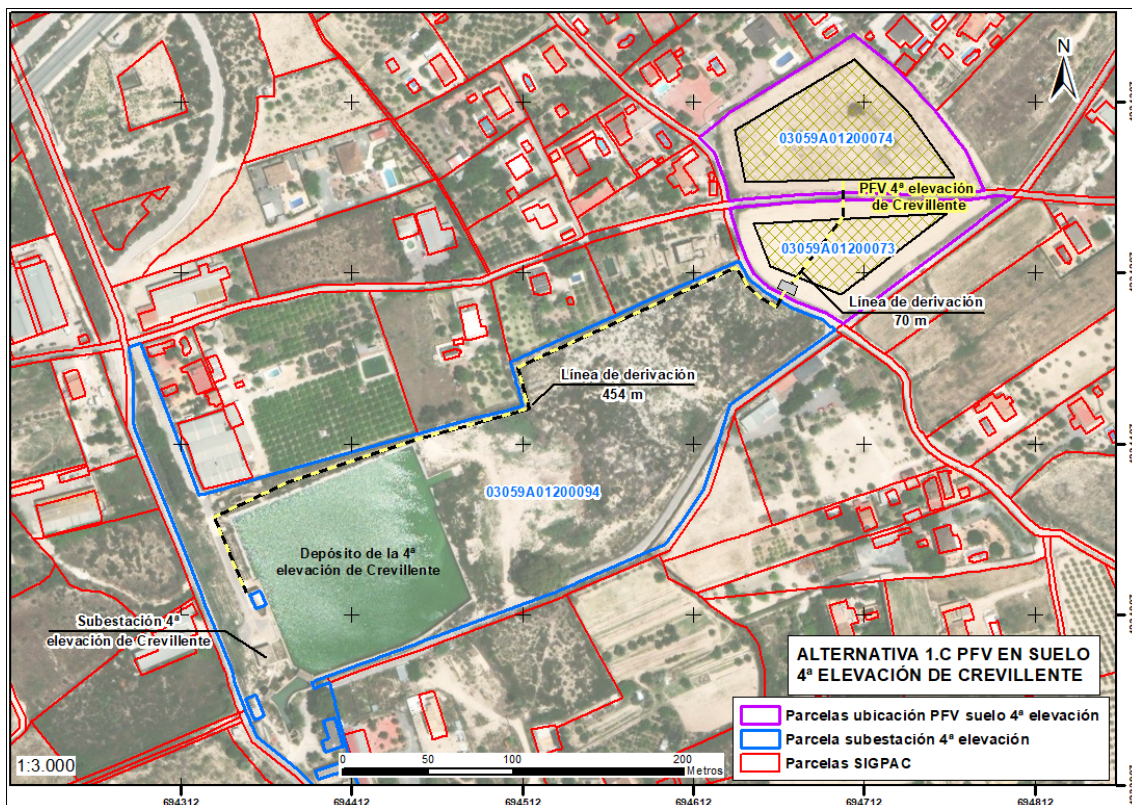 N
03059A01200074
PFV 4ª elevación
de Crevillente
03059A01200073
Línea de derivación
70 m
Línea de derivación
454 m
03059A01200094
Depósito de la 4ª
elevación de Crevillente
Subestación 4ª
elevación de Crevillente
ALTERNATIVA 1.C PFV EN SUELO
4ª ELEVACIÓN DE CREVILLENTE
Parcelas ubicación PFV suelo 4ª elevación
Parcela subestación 4ª elevación
Parcelas SIGPAC
1:3.000
0 50 100 200
Metros
694312 694412 694512 694612 694712 694812